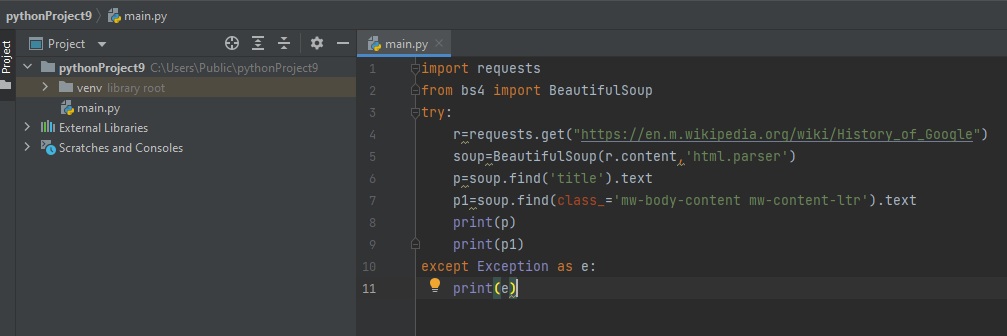 pythonProject9 main.py
Project
Project
pythonProject9 C:\Users\Public\pythonProject9
venv library root
main.py
External Libraries
Scratches and Consoles
main.py
1 import requests
2 from bs4 import BeautifulSoup
3 try:
4 r=requests.get("https://en.m.wikipedia.org/wiki/History_of_Google")
5 soup=BeautifulSoup(r.content,'html.parser')
6 p=soup.find('title').text
7 p1=soup.find(class_='mw-body-content mw-content-ltr').text
8 print(p)
9 print(p1)
10 except Exception as e:
11 print(e)